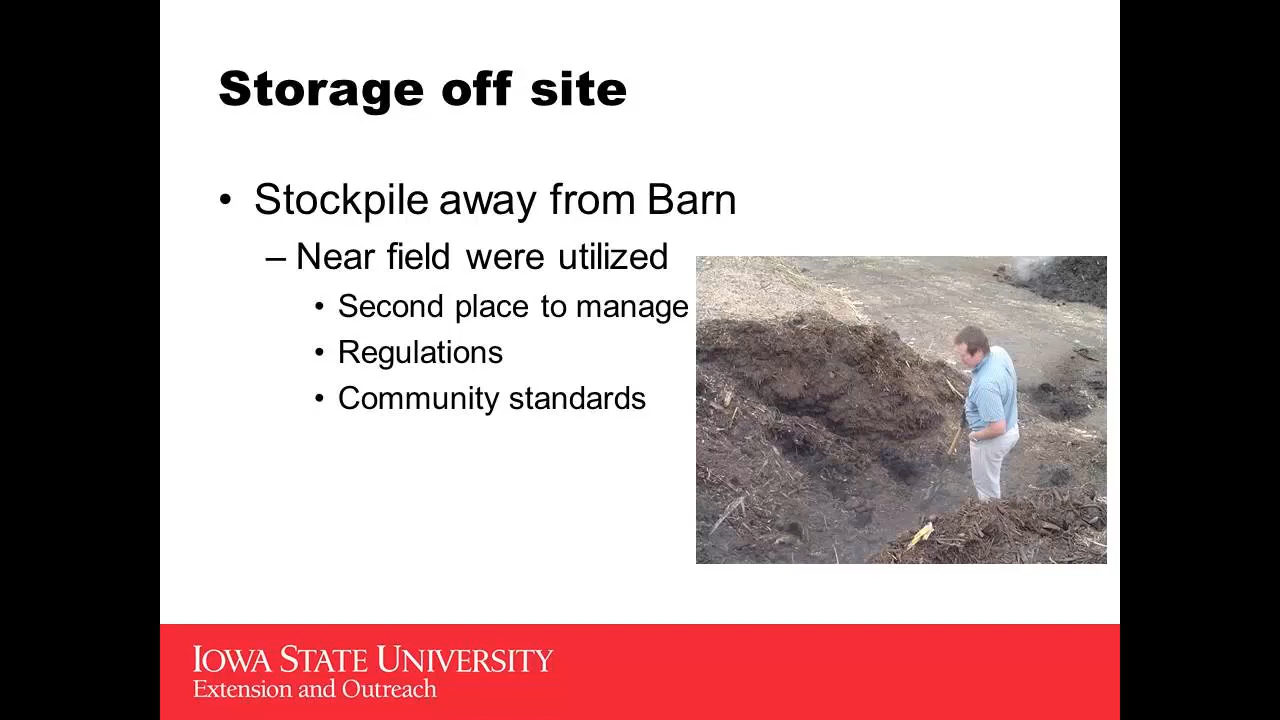 Storage off site
• Stockpile away from Barn
– Near field were utilized
• Second place to manage
• Regulations
• Community standards
IOWA STATE UNIVERSITY
Extension and Outreach